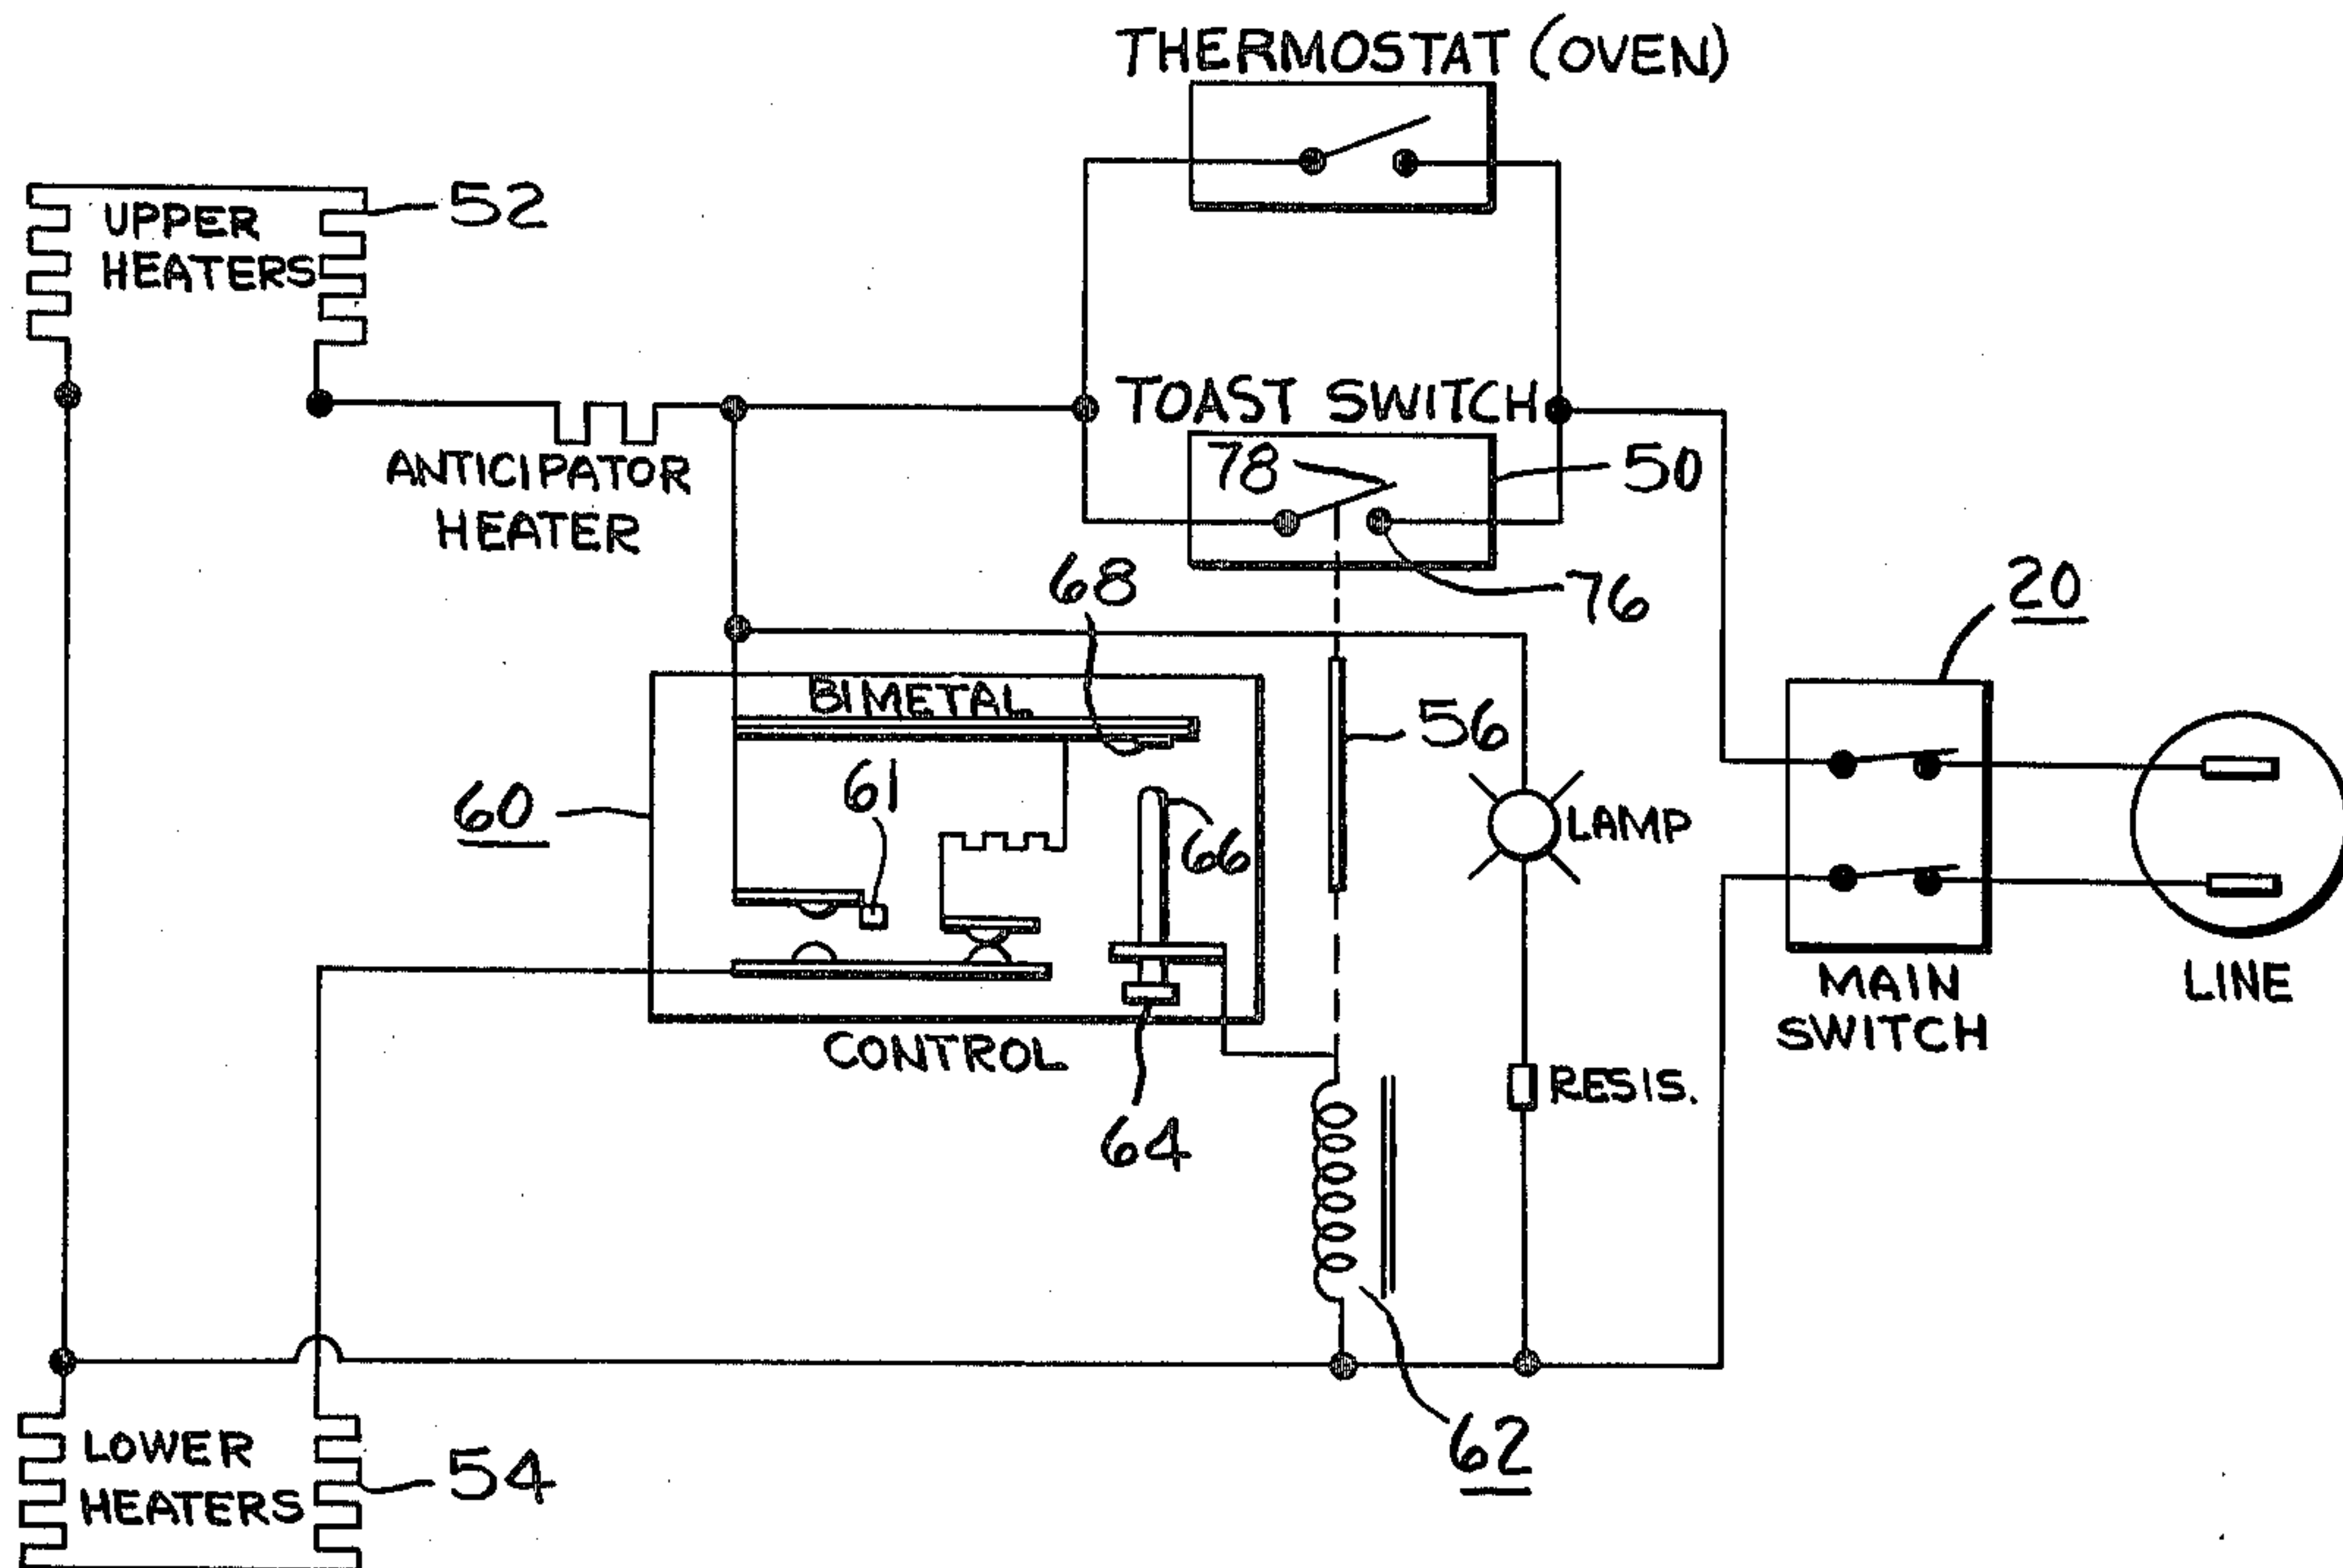 THERMOSTAT (OVEN)
UPPER
HEATERS
52
TOAST SWITCH
78
50
ANTICIPATOR
HEATER
68
76
20
BIMETAL
56
61
60
66
LAMP
MAIN
SWITCH
LINE
CONTROL
RESIS.
64
62
LOWER
HEATERS
54